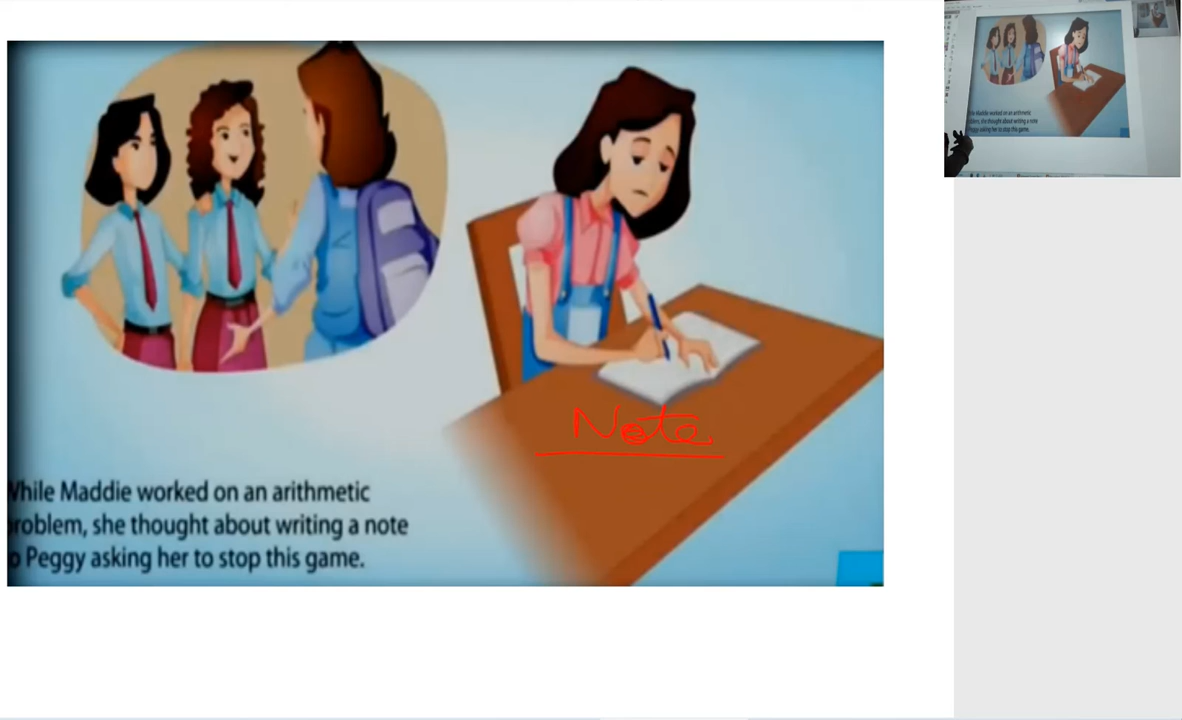 Note
While Maddie worked on an arithmetic
problem, she thought about writing a note
to Peggy asking her to stop this game.